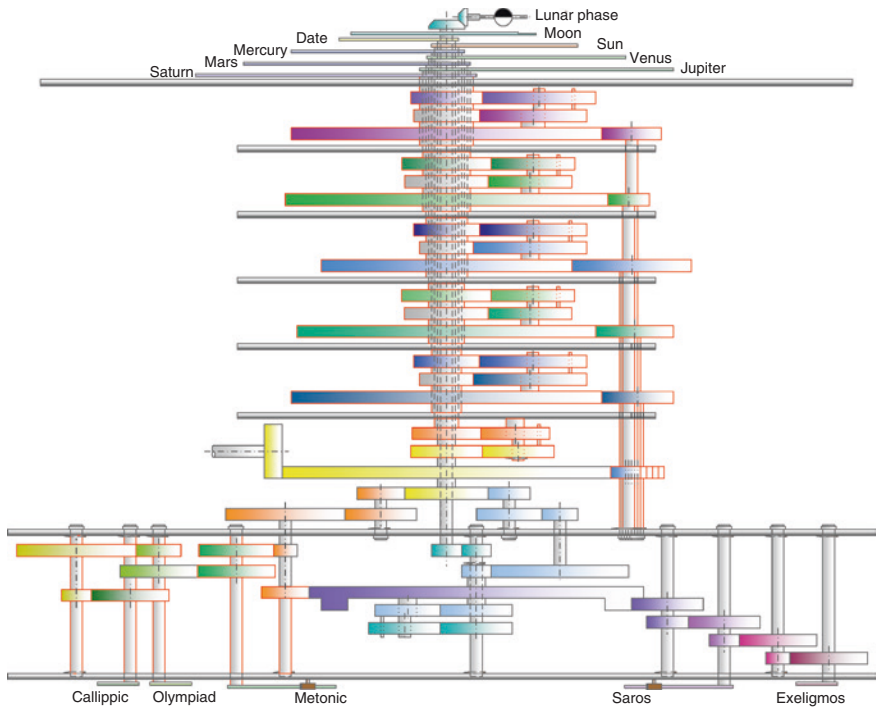 Lunar phase
Moon
Date
Sun
Mercury
Venus
Mars
Jupiter
Saturn
Callippic
Olympiad
Metonic
Saros
Exeligmos